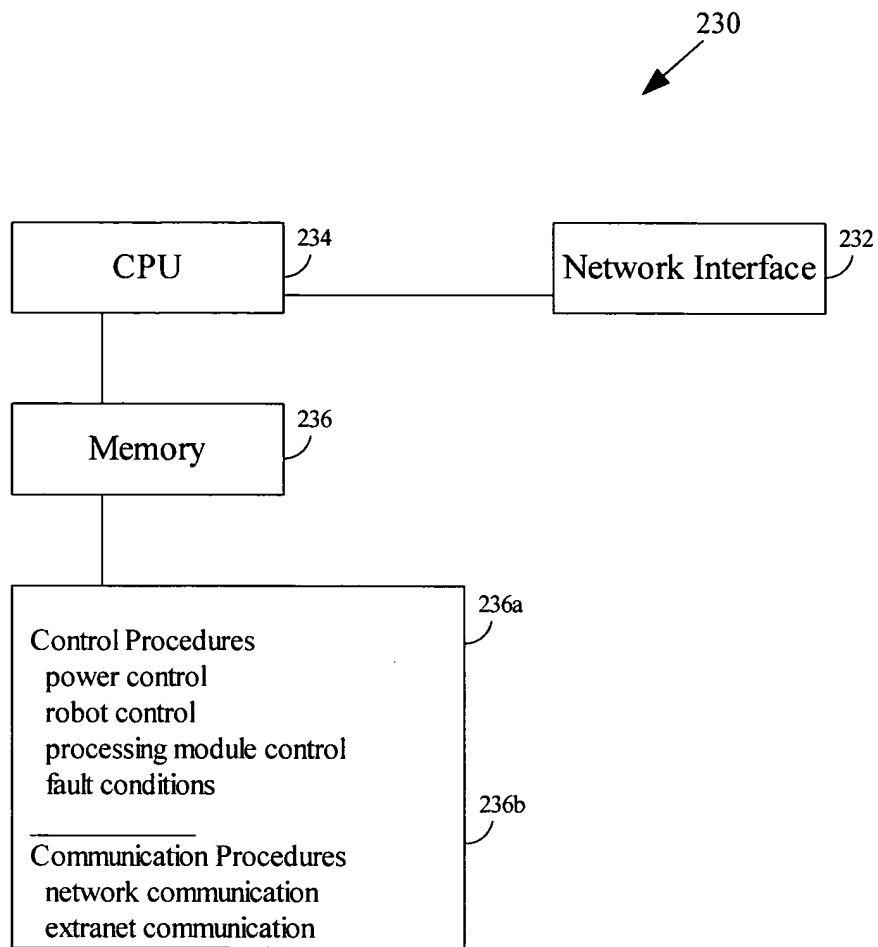 230
CPU
234
Network Interface
232
Memory
236
236a
Control Procedures
power control
robot control
processing module control
fault conditions
236b
Communication Procedures
network communication
extranet communication